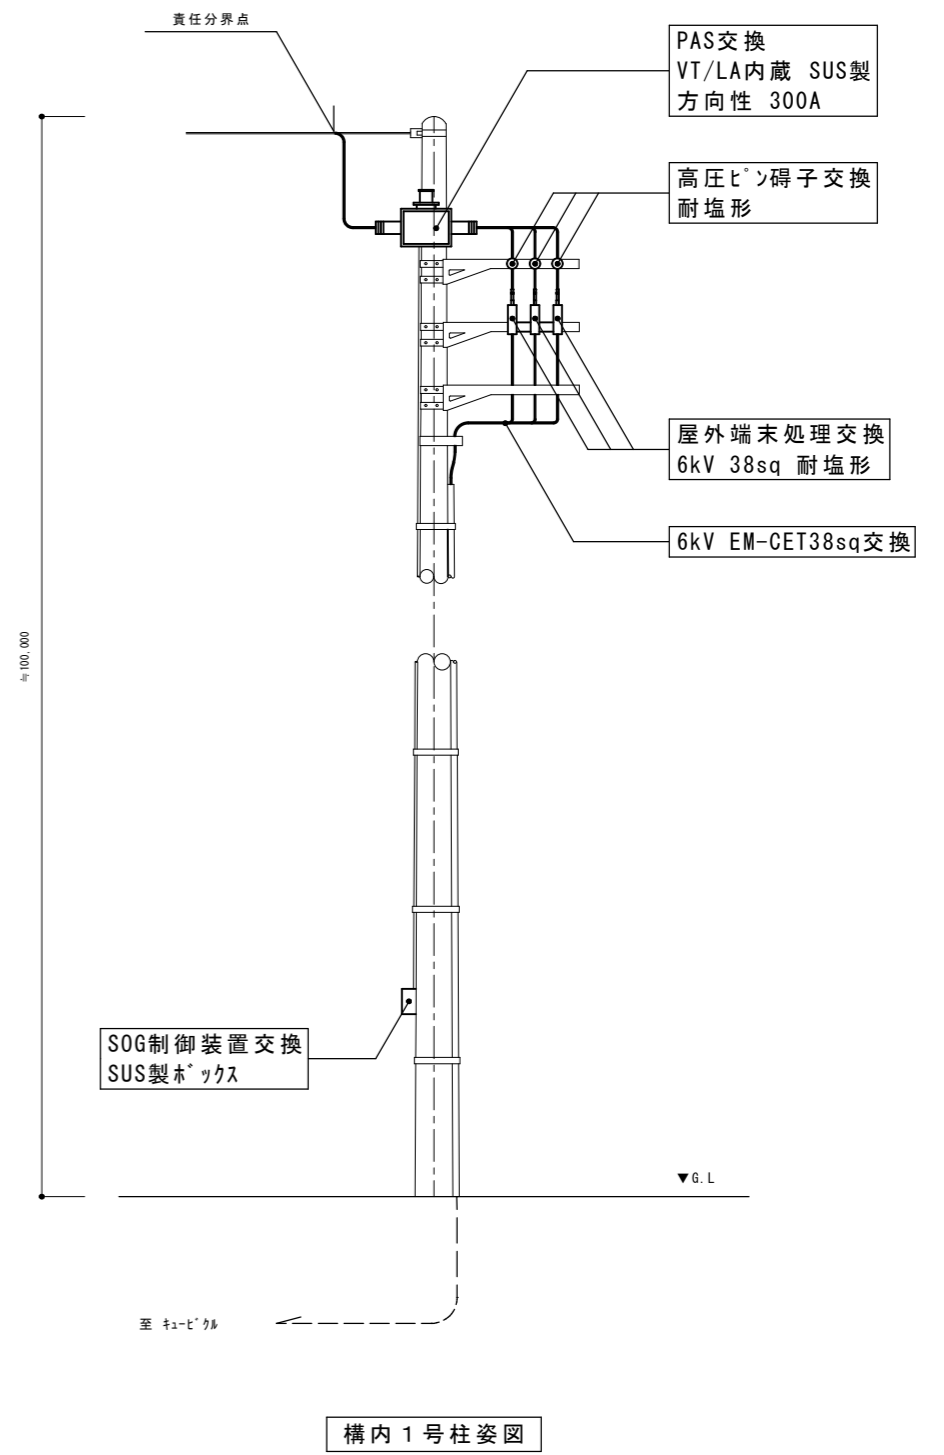 責任分界点
PAS交換
VT/LA内蔵 SUS製
方向性 300A
高圧ﾋﾟﾝ碍子交換
耐塩形
屋外端末処理交換
6kV 38sq 耐塩形
6kV EM-CET38sq交換
≒100,000
SOG制御装置交換
SUS製ﾎﾞｯｸｽ
▼G.L
至 ｷｭｰﾋﾞｸﾙ
構内1号柱姿図